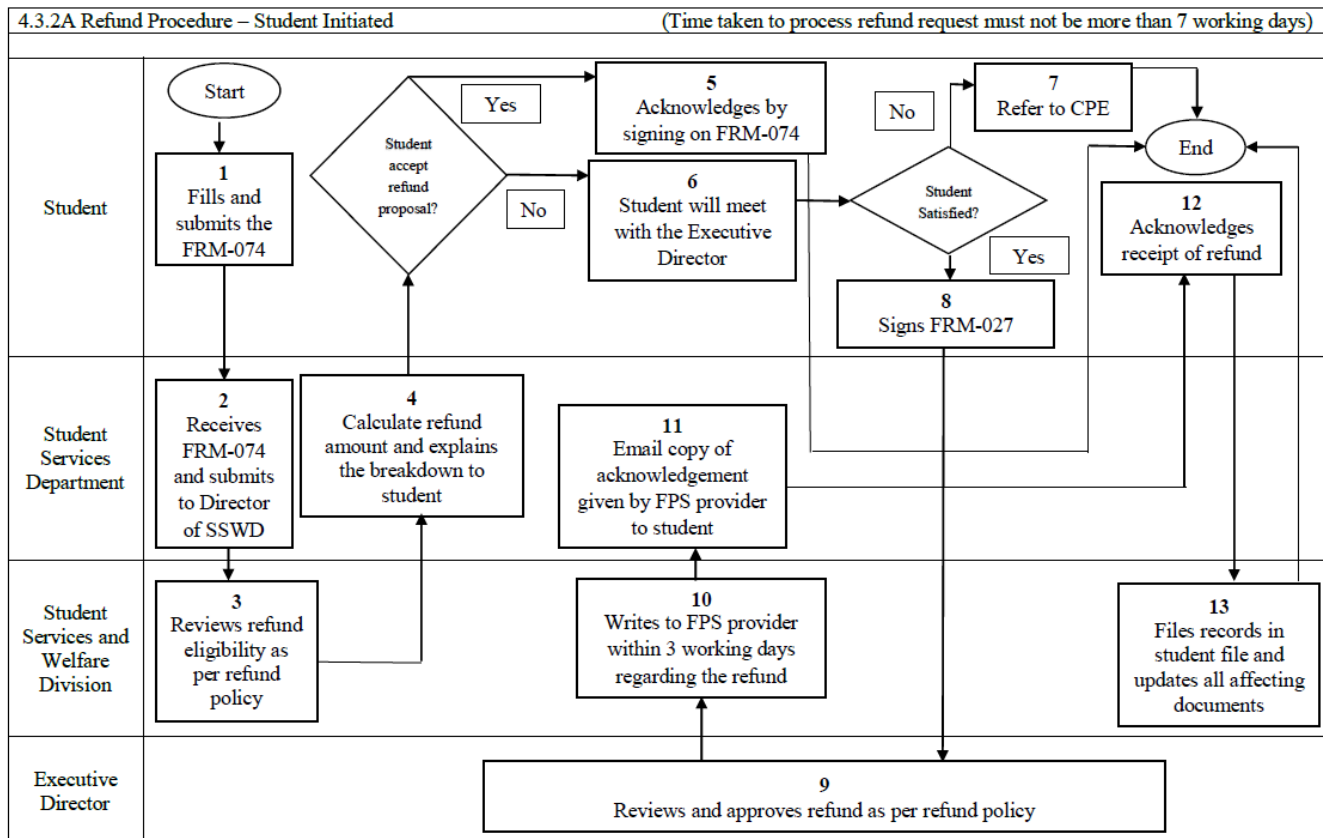 4.3.2A Refund Procedure – Student Initiated (Time taken to process refund request must not be more than 7 working days)
Student
Start
1
Fills and
submits the
FRM-074
Student
accept
refund
proposal?
Yes
No
5
Acknowledges by
signing on FRM-074
6
Student will meet
with the Executive
Director
No
Student
Satisfied?
Yes
7
Refer to CPE
End
8
Signs FRM-027
12
Acknowledges
receipt of refund
Student
Services
Department
2
Receives
FRM-074
and submits
to Director
of SSWD
4
Calculate refund
amount and explains
the breakdown to
student
11
Email copy of
acknowledgement
given by FPS provider
to student
Student
Services and
Welfare
Division
3
Reviews refund
eligibility as
per refund
policy
10
Writes to FPS provider
within 3 working days
regarding the refund
13
Files records in
student file and
updates all affecting
documents
Executive
Director
9
Reviews and approves refund as per refund policy